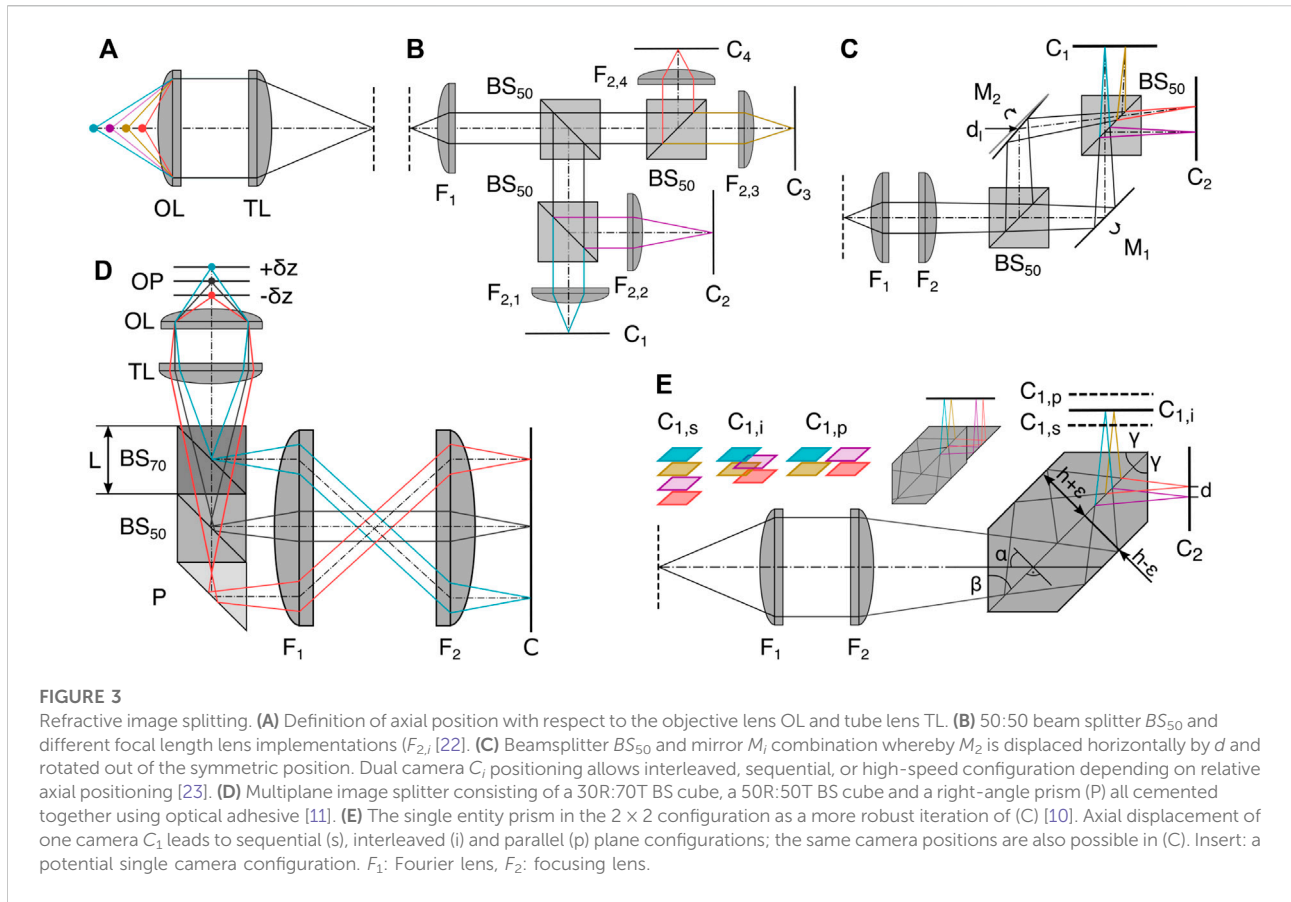 A
OL
TL
B
BS50
F1
BS50
F2,4
C4
BS50
F2,3
C3
F2,1
F2,2
C2
C1
C
C1
M2
BS50
dI
C2
F1
F2
BS50
M1
D
+δz
OP
-δz
OL
TL
L
BS70
BS50
P
F1
F2
C
E
C1,s
C1,i
C1,p
C1,p
C1,i
C1,s
γ
γ
h+ε
d
C2
h-ε
α
β
F1
F2
FIGURE 3
Refractive image splitting. (A) Definition of axial position with respect to the objective lens OL and tube lens TL. (B) 50:50 beam splitter BS50 and
different focal length lens implementations (F2,i [22]. (C) Beamsplitter BS50 and mirror Mi combination whereby M2 is displaced horizontally by d and
rotated out of the symmetric position. Dual camera Ci positioning allows interleaved, sequential, or high-speed configuration depending on relative
axial positioning [23]. (D) Multiplane image splitter consisting of a 30R:70T BS cube, a 50R:50T BS cube and a right-angle prism (P) all cemented
together using optical adhesive [11]. (E) The single entity prism in the 2 × 2 configuration as a more robust iteration of (C) [10]. Axial displacement of
one camera C1 leads to sequential (s), interleaved (i) and parallel (p) plane configurations; the same camera positions are also possible in (C). Insert: a
potential single camera configuration. F1: Fourier lens, F2: focusing lens.